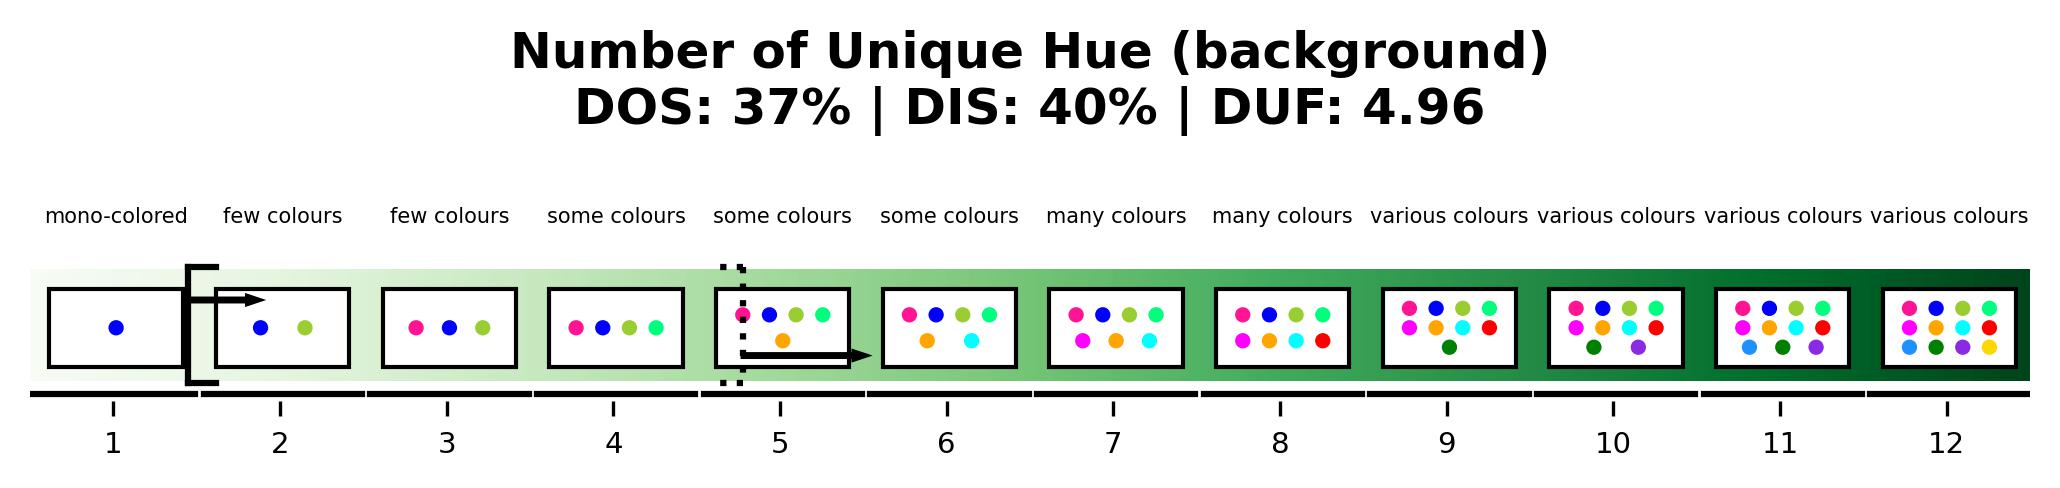 Number of Unique Hue (background)
DOS: 37% | DIS: 40% | DUF: 4.96
mono-colored few colours few colours some colours some colours some colours many colours many colours various colours various colours various colours various colours
1 2 3 4 5 6 7 8 9 10 11 12